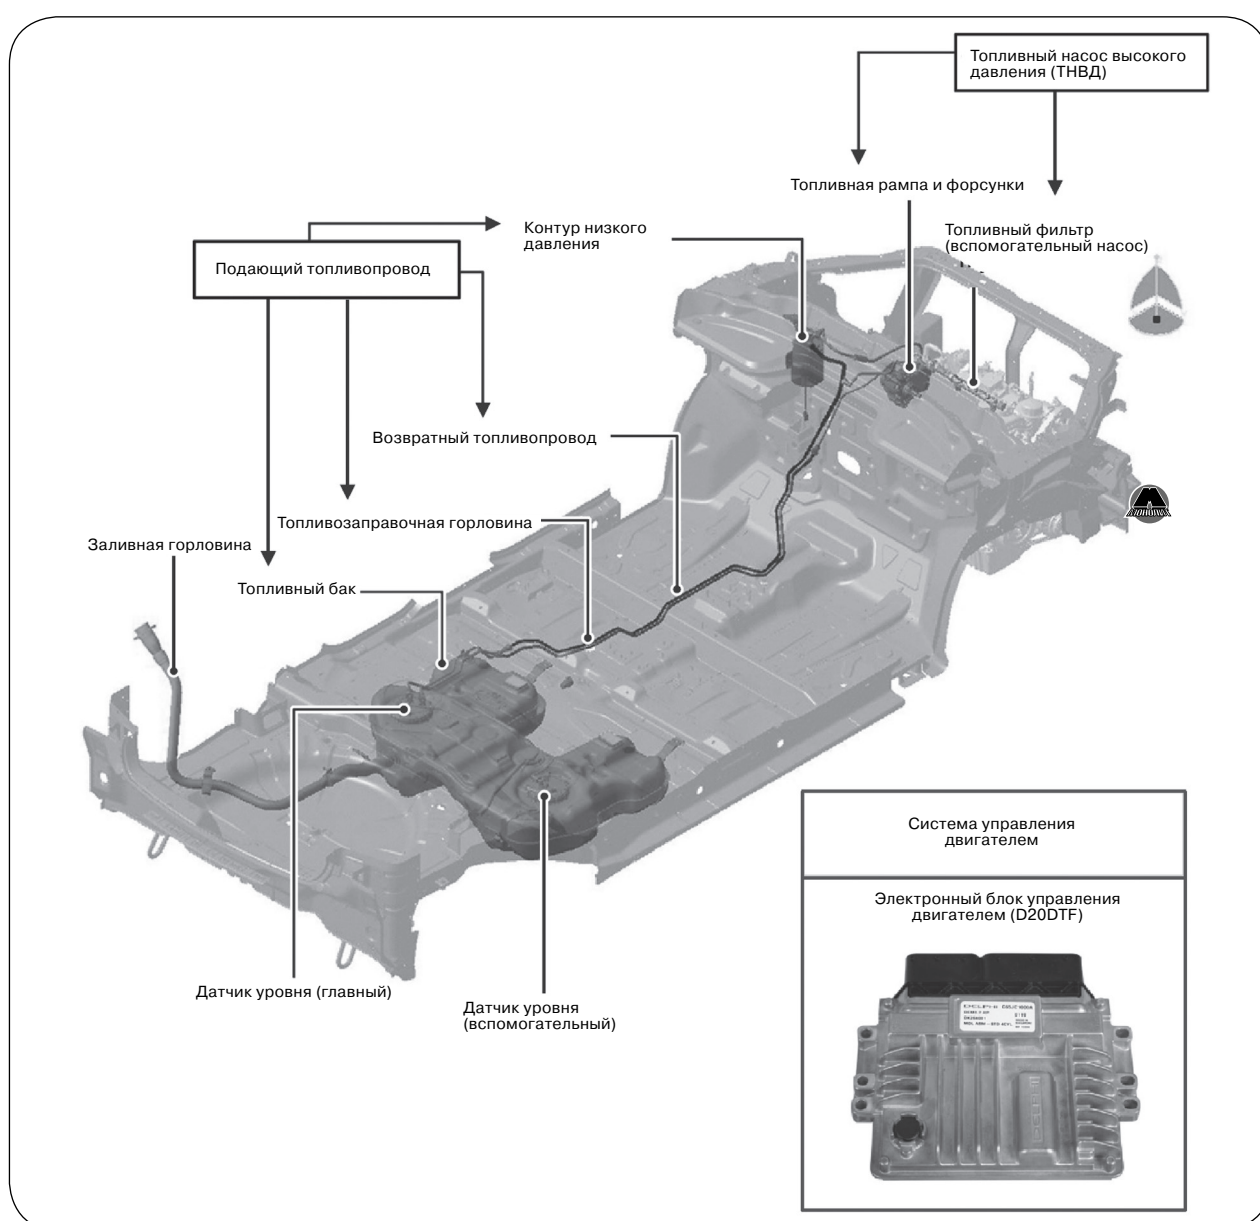 Топливный насос высокого
давления (ТНВД)
Топливная рампа и форсунки
Контур низкого
давления
Топливный фильтр
(вспомогательный насос)
Подающий топливопровод
Возвратный топливопровод
Топливозаправочная горловина
Заливная горловина
Топливный бак
Система управления
двигателем
Электронный блок управления
двигателем (D20DTF)
Датчик уровня (главный)
Датчик уровня
(вспомогательный)
DELPHI
DELPHI